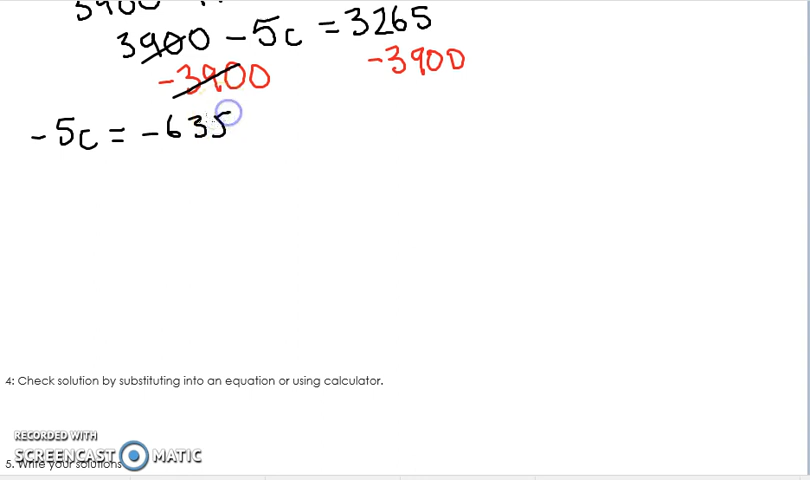 3900
3900 - 5c = 3265
-3900 -3900
-5c = -635
4: Check solution by substituting into an equation or using calculator.
RECORDED WITH
SCREENCAST MATIC
5. Write your solutions